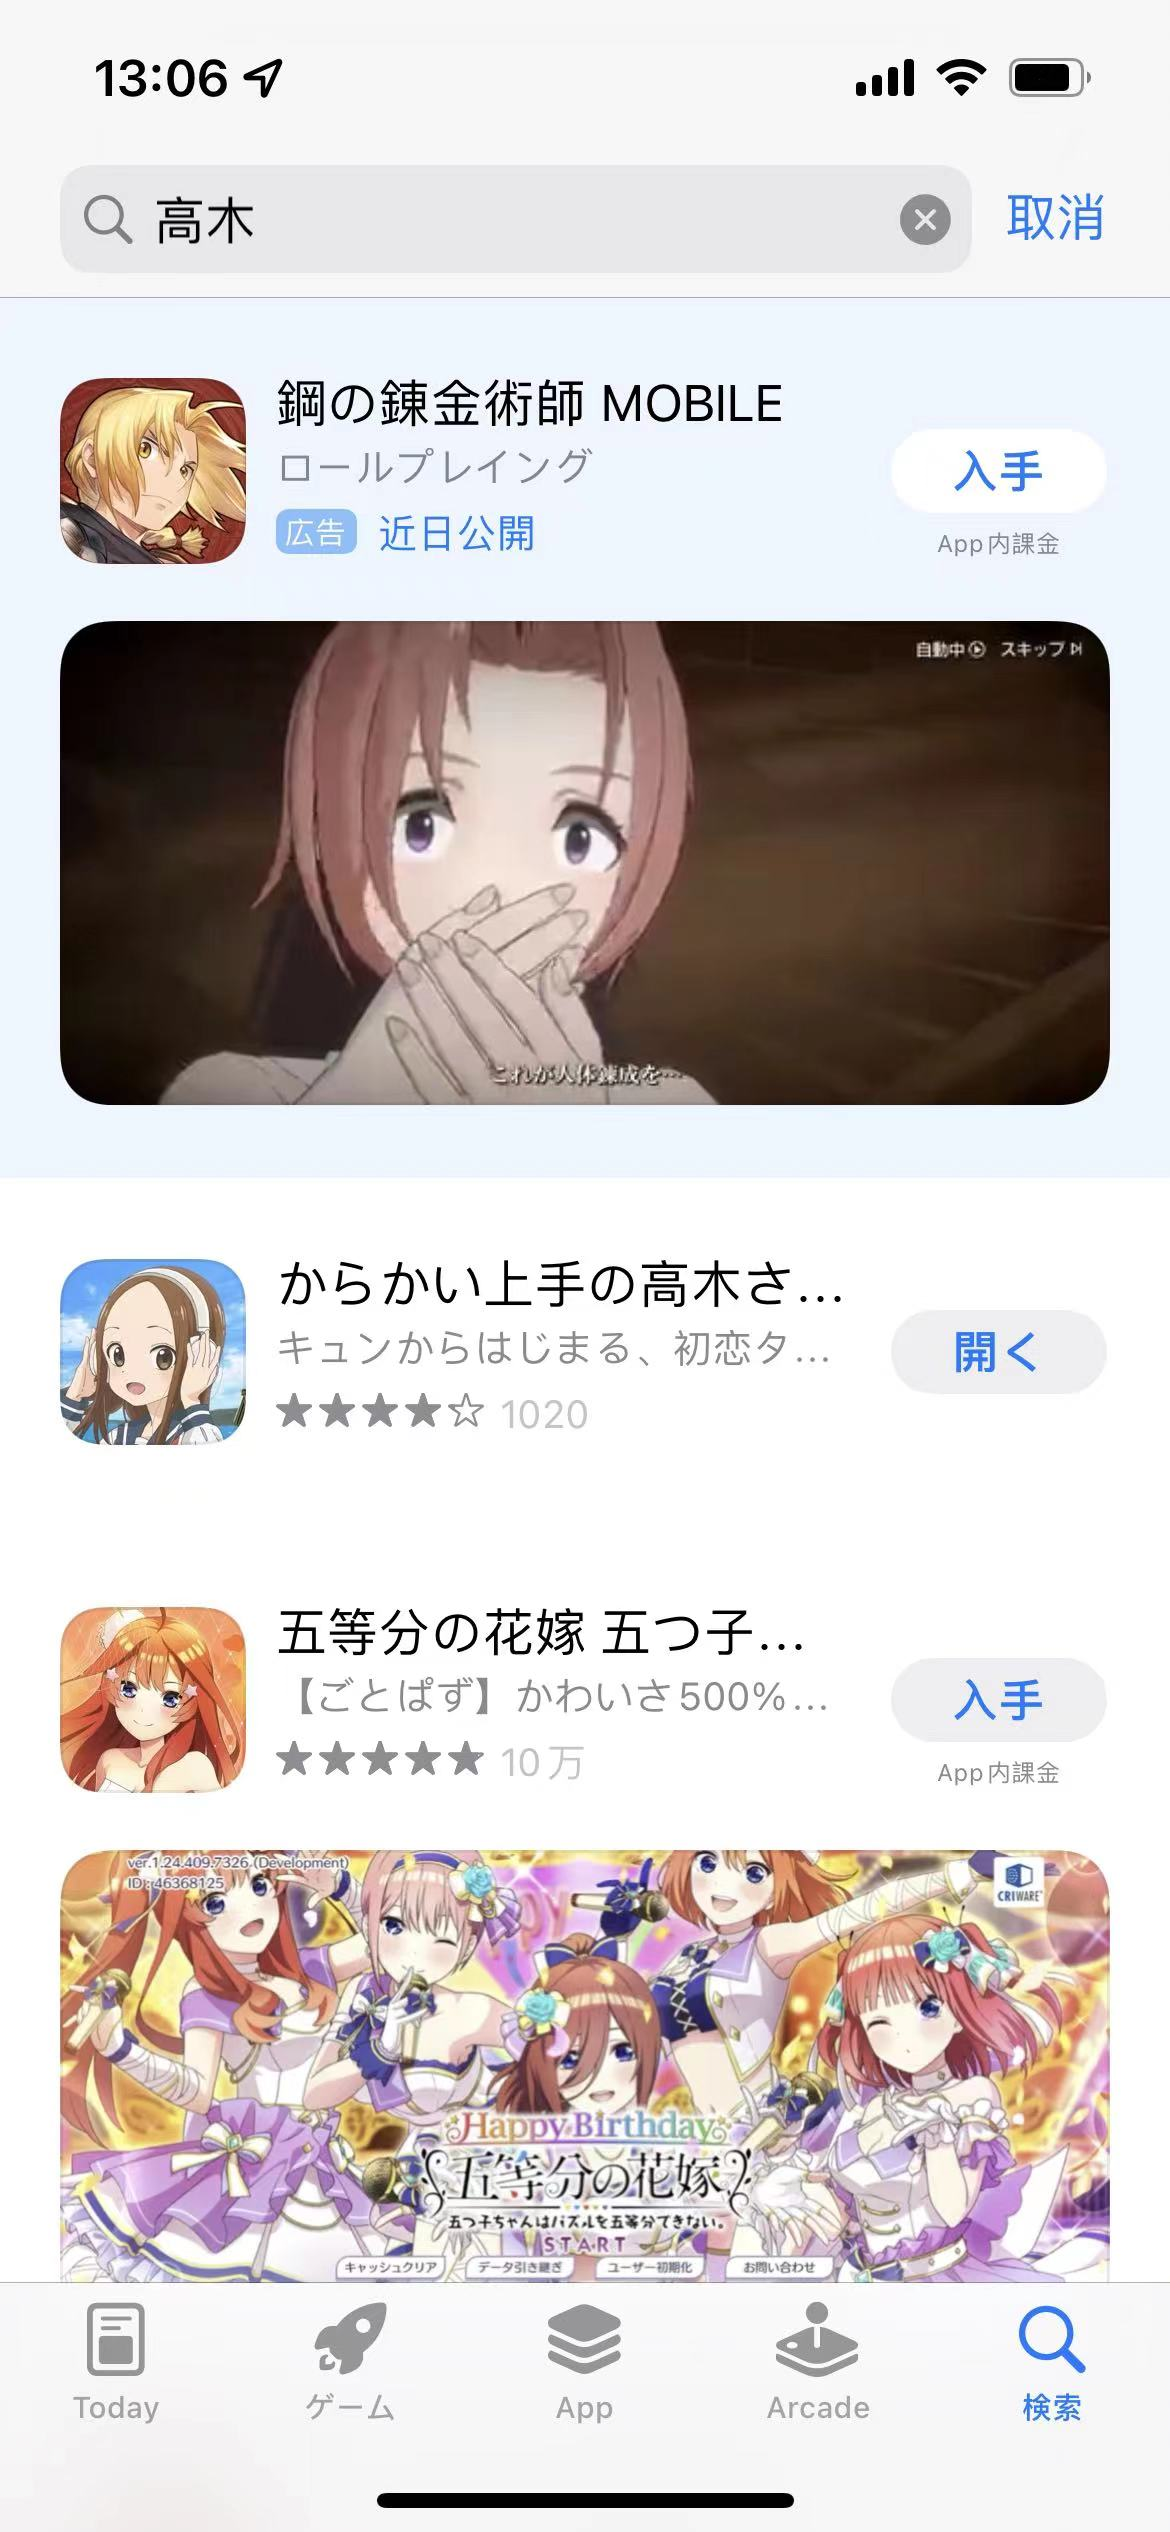 13:06
高木
取消
鋼の錬金術師 MOBILE
ロールプレイング
広告 近日公開
入手
App内課金
自動中 スキップ
これが人体錬成を…
からかい上手の高木さ...
キュンからはじまる、初恋タ...
1020
開く
五等分の花嫁 五つ子...
【ごとぱず】かわいさ500%...
10万
入手
App内課金
ver.1.24.409.7326 (Development)
ID:46368125
CRIWARE
Happy Birthday
五等分の花嫁
五つ子ちゃんはパズルを五等分できない。
START
キャッシュクリア データ引き継ぎ ユーザー初期化 お問い合わせ
Today ゲーム App Arcade 検索